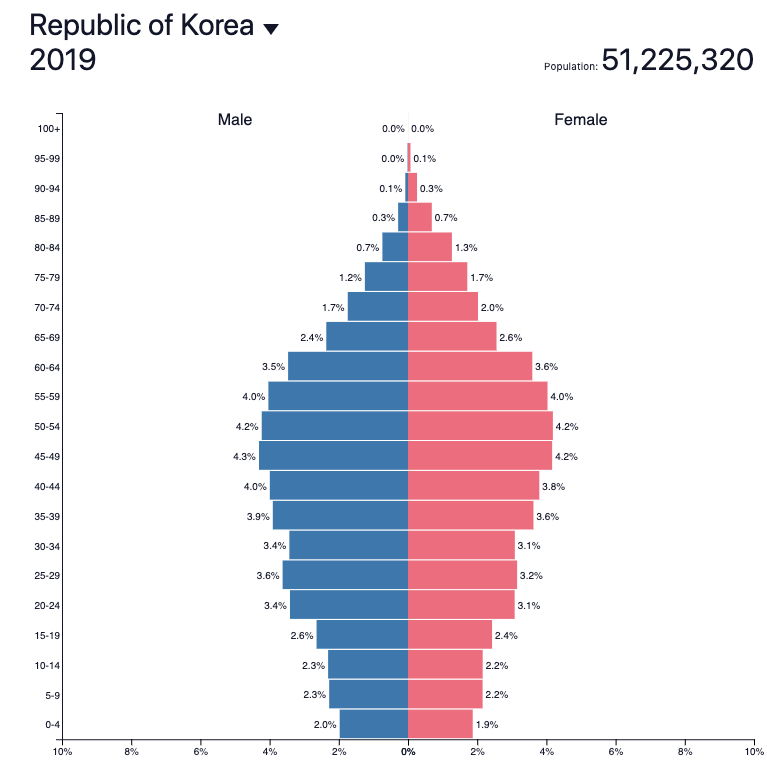 Republic of Korea
2019
Population: 51,225,320
Male Female
100+ 0.0% 0.0%
95-99 0.0% 0.1%
90-94 0.1% 0.3%
85-89 0.3% 0.7%
80-84 0.7% 1.3%
75-79 1.2% 1.7%
70-74 1.7% 2.0%
65-69 2.4% 2.6%
60-64 3.5% 3.6%
55-59 4.0% 4.0%
50-54 4.2% 4.2%
45-49 4.3% 4.2%
40-44 4.0% 3.8%
35-39 3.9% 3.6%
30-34 3.4% 3.1%
25-29 3.6% 3.2%
20-24 3.4% 3.1%
15-19 2.6% 2.4%
10-14 2.3% 2.2%
5-9 2.3% 2.2%
0-4 2.0% 1.9%
10% 8% 6% 4% 2% 0% 2% 4% 6% 8% 10%